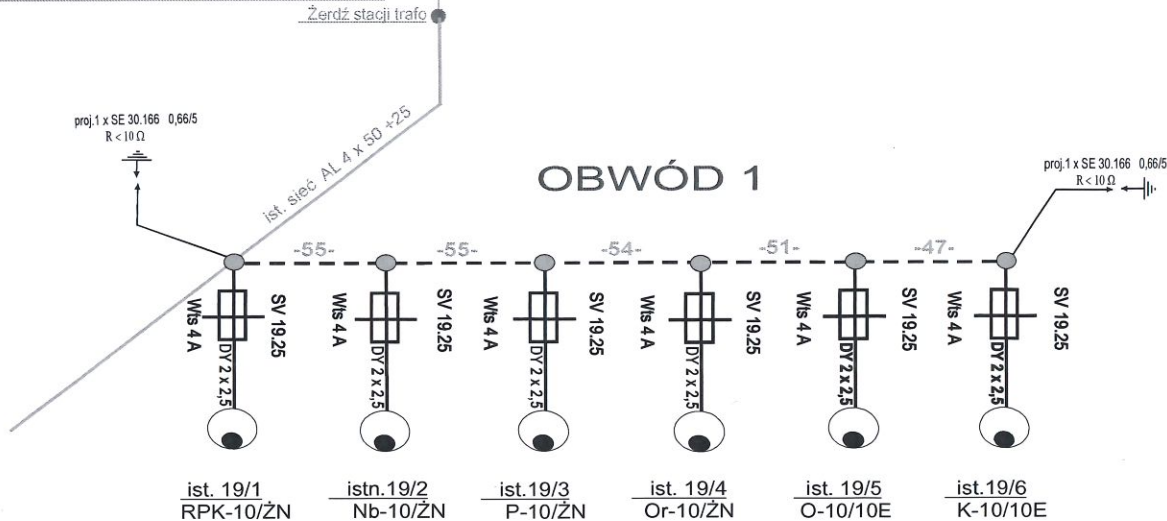 Żerdź stacji trafo
proj.1 x SE 30.166 0,66/5
R < 10 Ω
ist. sieć AL 4 x 50 +25
OBWÓD 1
proj.1 x SE 30.166 0,66/5
R < 10 Ω
-55-
-55-
-54-
-51-
-47-
Wts 4 A
SV 19.25
DY 2 x 2,5
Wts 4 A
SV 19.25
DY 2 x 2,5
Wts 4 A
SV 19.25
DY 2 x 2,5
Wts 4 A
SV 19.25
DY 2 x 2,5
Wts 4 A
SV 19.25
DY 2 x 2,5
Wts 4 A
SV 19.25
DY 2 x 2,5
ist. 19/1
RPK-10/ŻN
istn.19/2
Nb-10/ŻN
ist.19/3
P-10/ŻN
ist. 19/4
Or-10/ŻN
ist. 19/5
O-10/10E
ist.19/6
K-10/10E